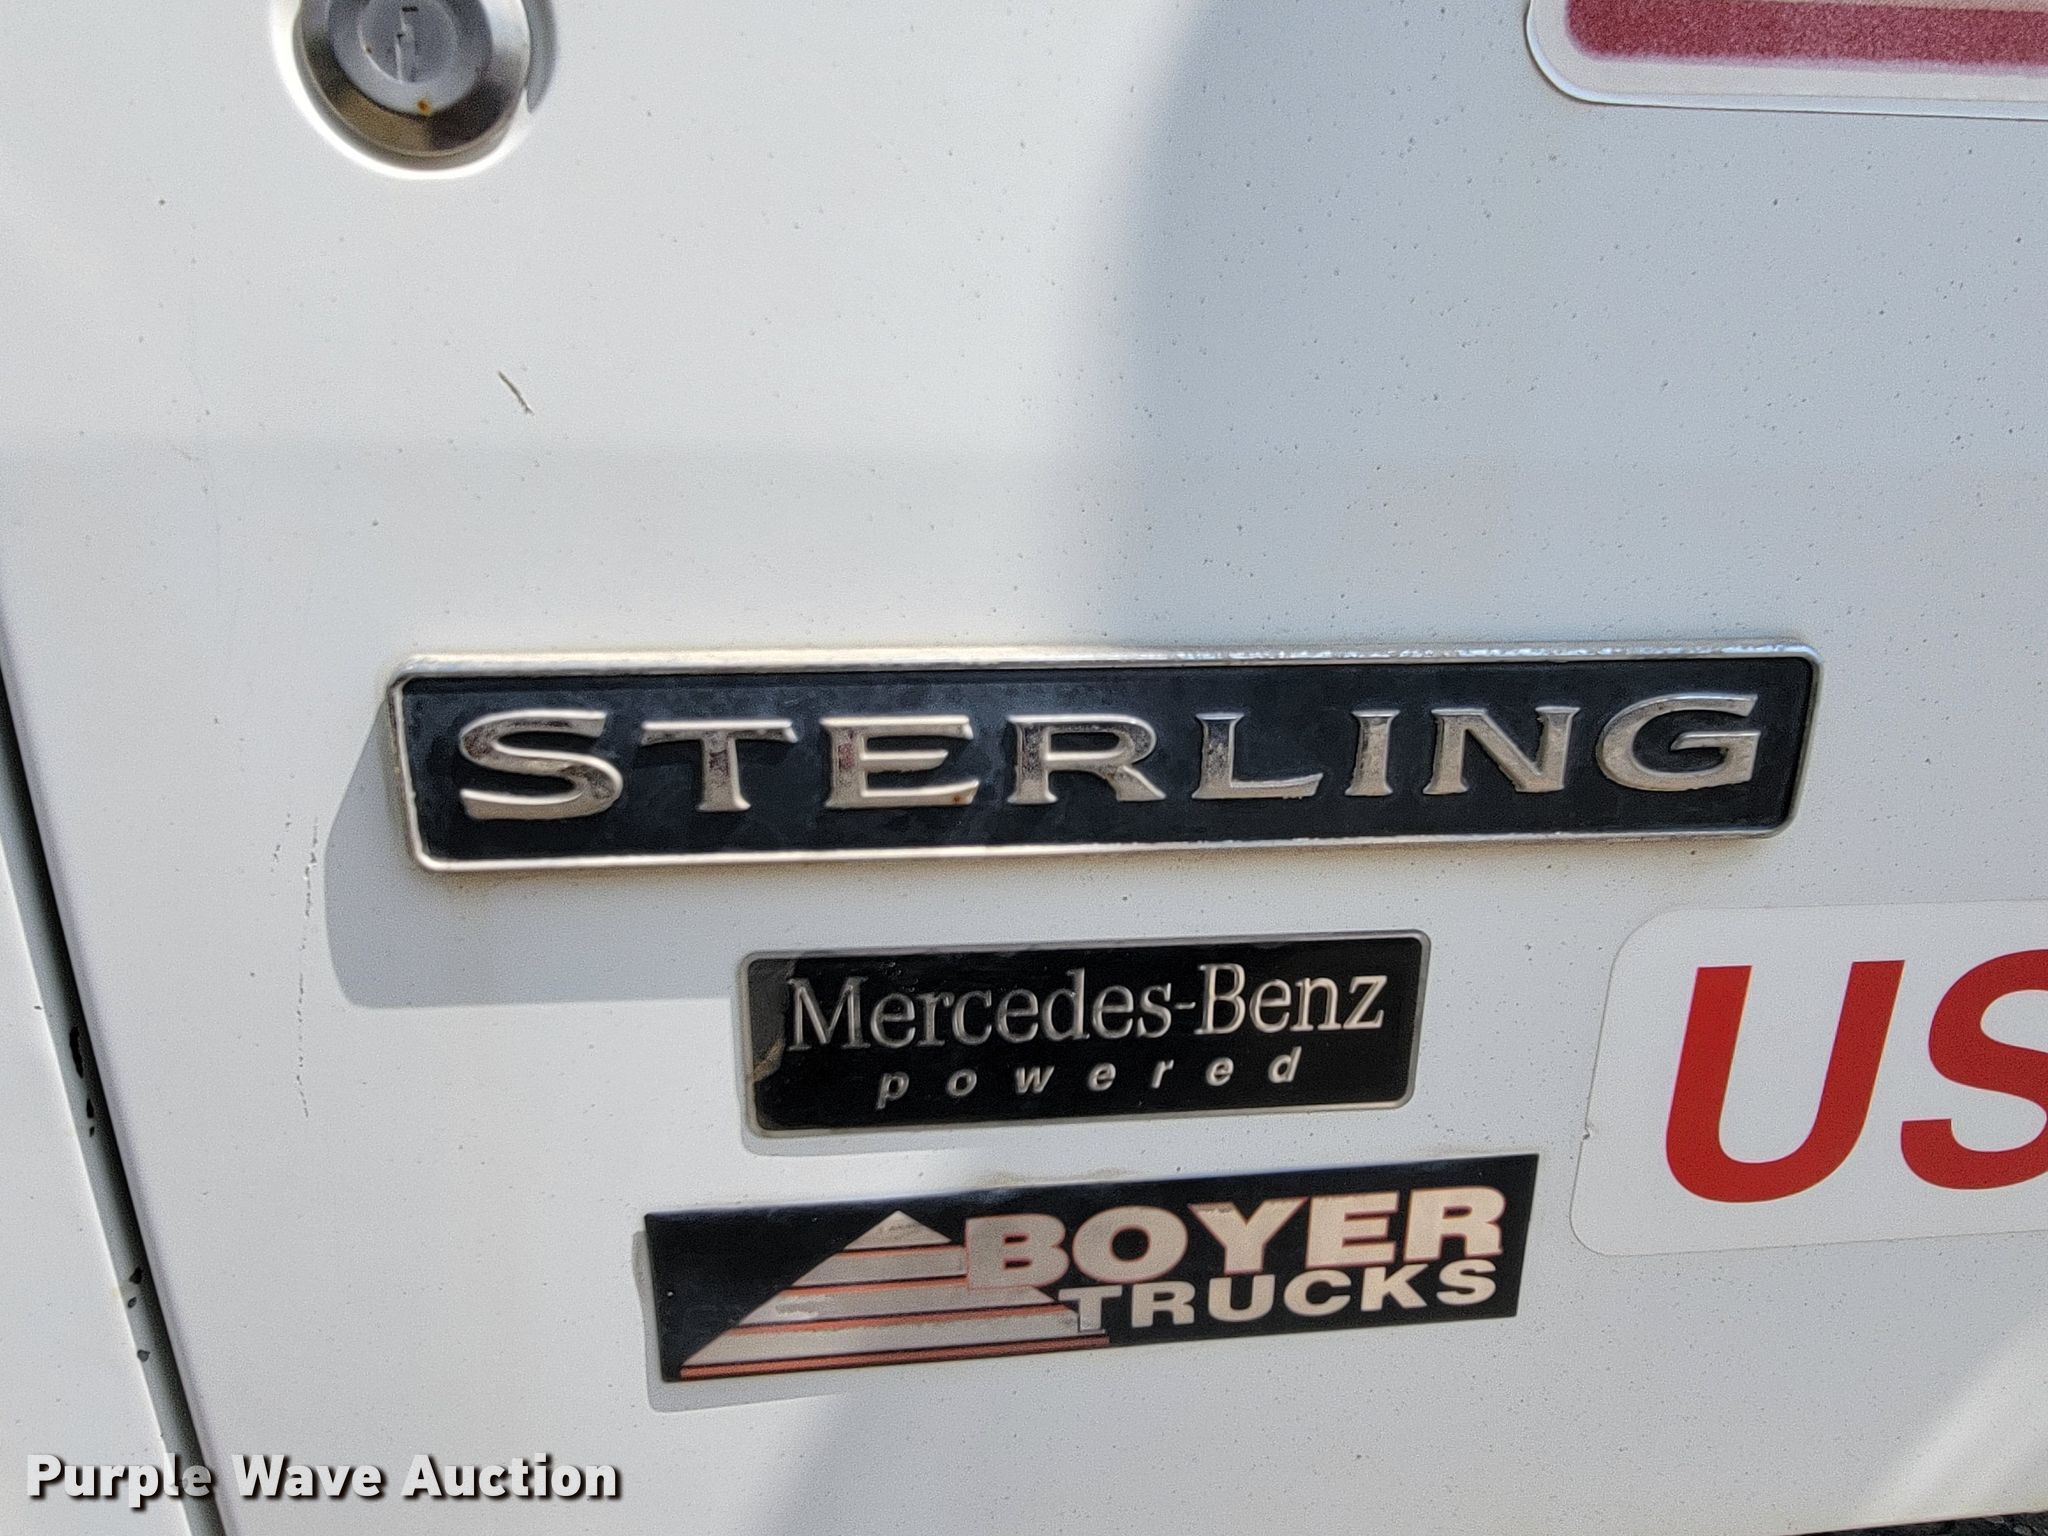 STERLING
Mercedes-Benz
powered
US
BOYER
TRUCKS
Purple Wave Auction